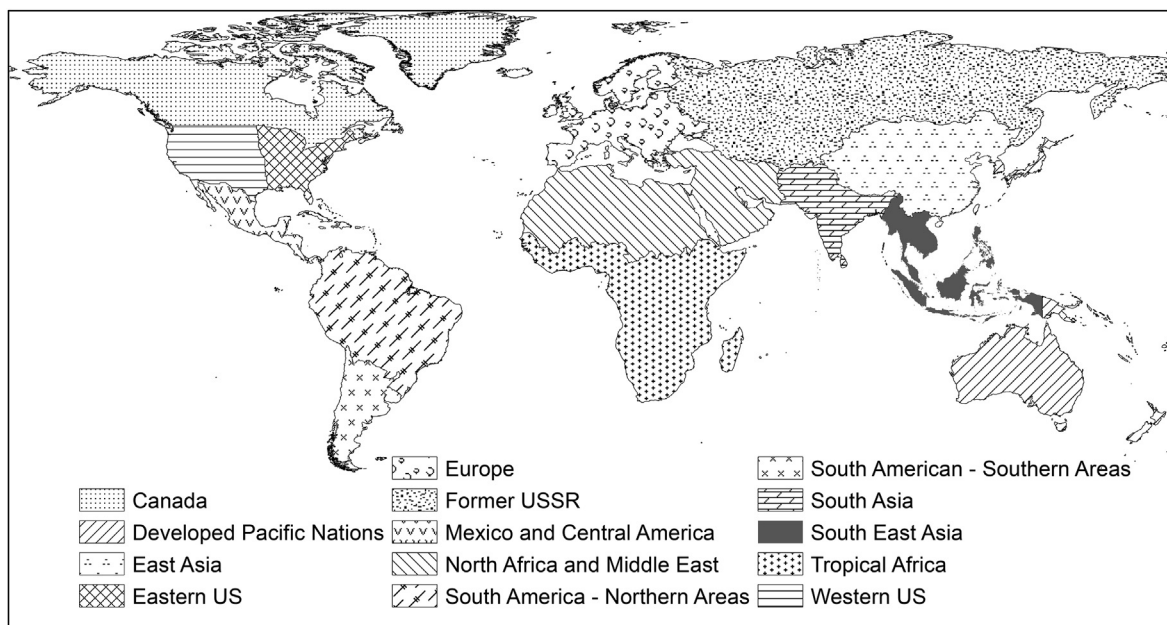 Canada
Developed Pacific Nations
East Asia
Eastern US
Europe
Former USSR
Mexico and Central America
North Africa and Middle East
South America - Northern Areas
South American - Southern Areas
South Asia
South East Asia
Tropical Africa
Western US